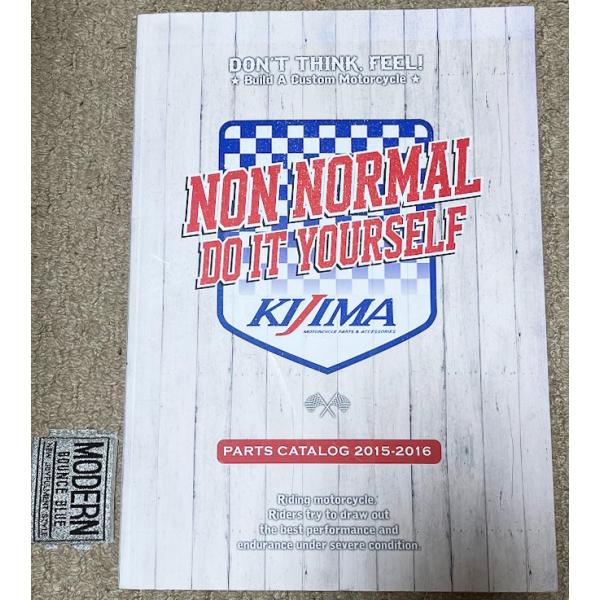 DON'T THINK. FEEL!
★ Build A Custom Motorcycle ★
NON NORMAL
DO IT YOURSELF
KIJIMA
MOTORCYCLE PARTS & ACCESSORIES
PARTS CATALOG 2015-2016
Riding motorcycle.
Riders try to draw out
the best performance and
endurance under severe condition.
MODERN
BOUNCE BLUE